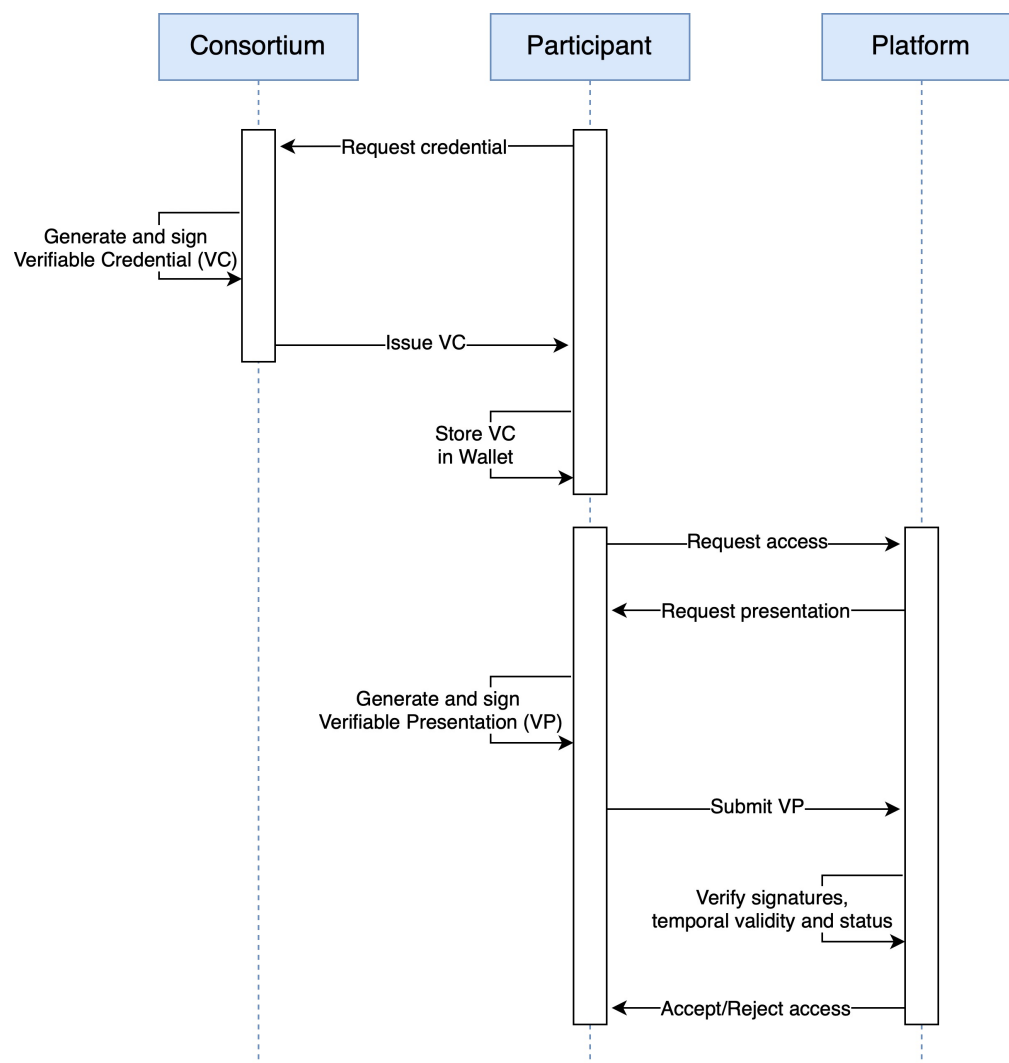 Consortium
Participant
Platform
Request credential
Generate and sign
Verifiable Credential (VC)
Issue VC
Store VC
in Wallet
Request access
Request presentation
Generate and sign
Verifiable Presentation (VP)
Submit VP
Verify signatures,
temporal validity and status
Accept/Reject access